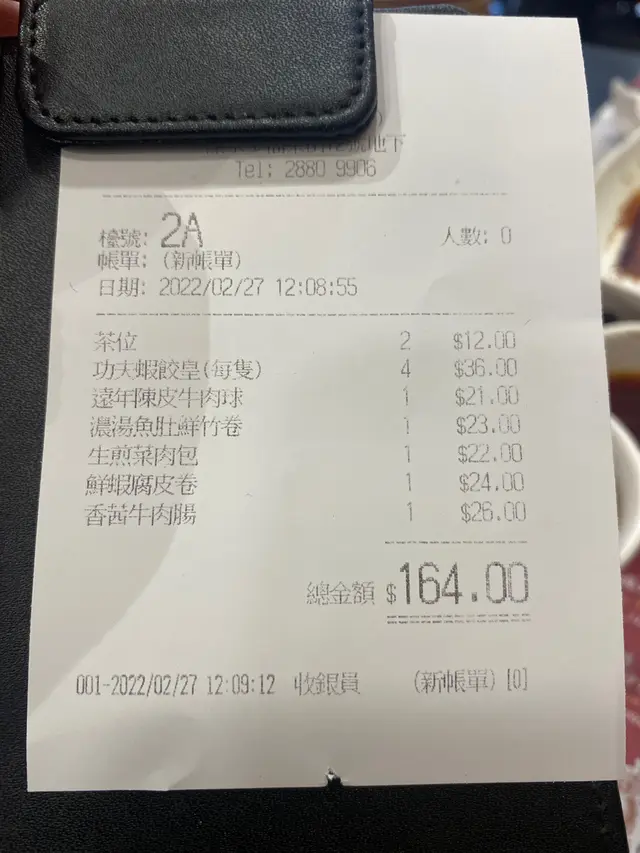 地下
Tel: 2880 9906
檯號: 2A 人數: 0
帳單: (新帳單)
日期: 2022/02/27 12:08:55
茶位 2 $12.00
功夫蝦餃皇(每隻) 4 $36.00
遠年陳皮牛肉球 1 $21.00
濃湯魚肚鮮竹卷 1 $23.00
生煎菜肉包 1 $22.00
鮮蝦腐皮卷 1 $24.00
香茜牛肉腸 1 $26.00
總金額 $164.00
001-2022/02/27 12:09:12 收銀員 (新帳單) [0]